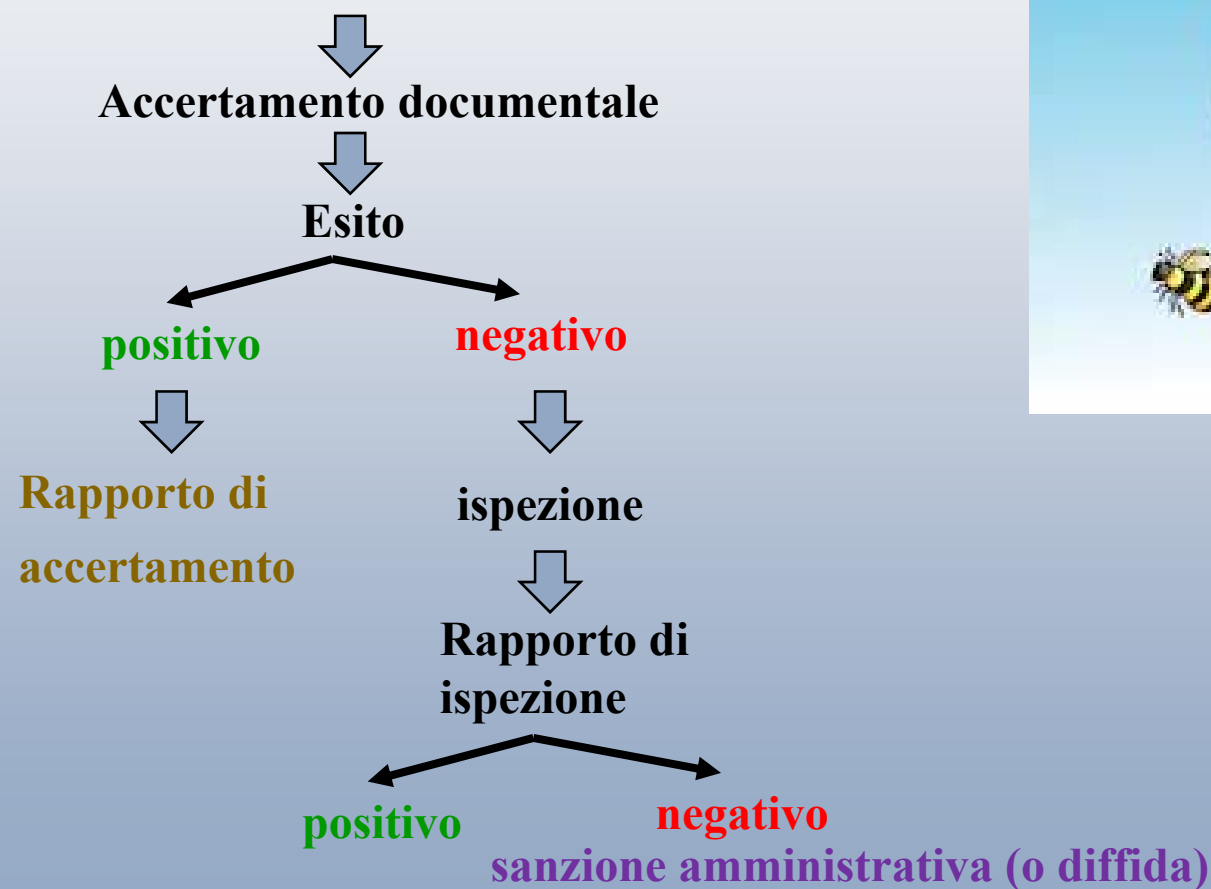 Accertamento documentale
Esito
positivo
negativo
Rapporto di
accertamento
ispezione
Rapporto di
ispezione
positivo
negativo
sanzione amministrativa (o diffida)